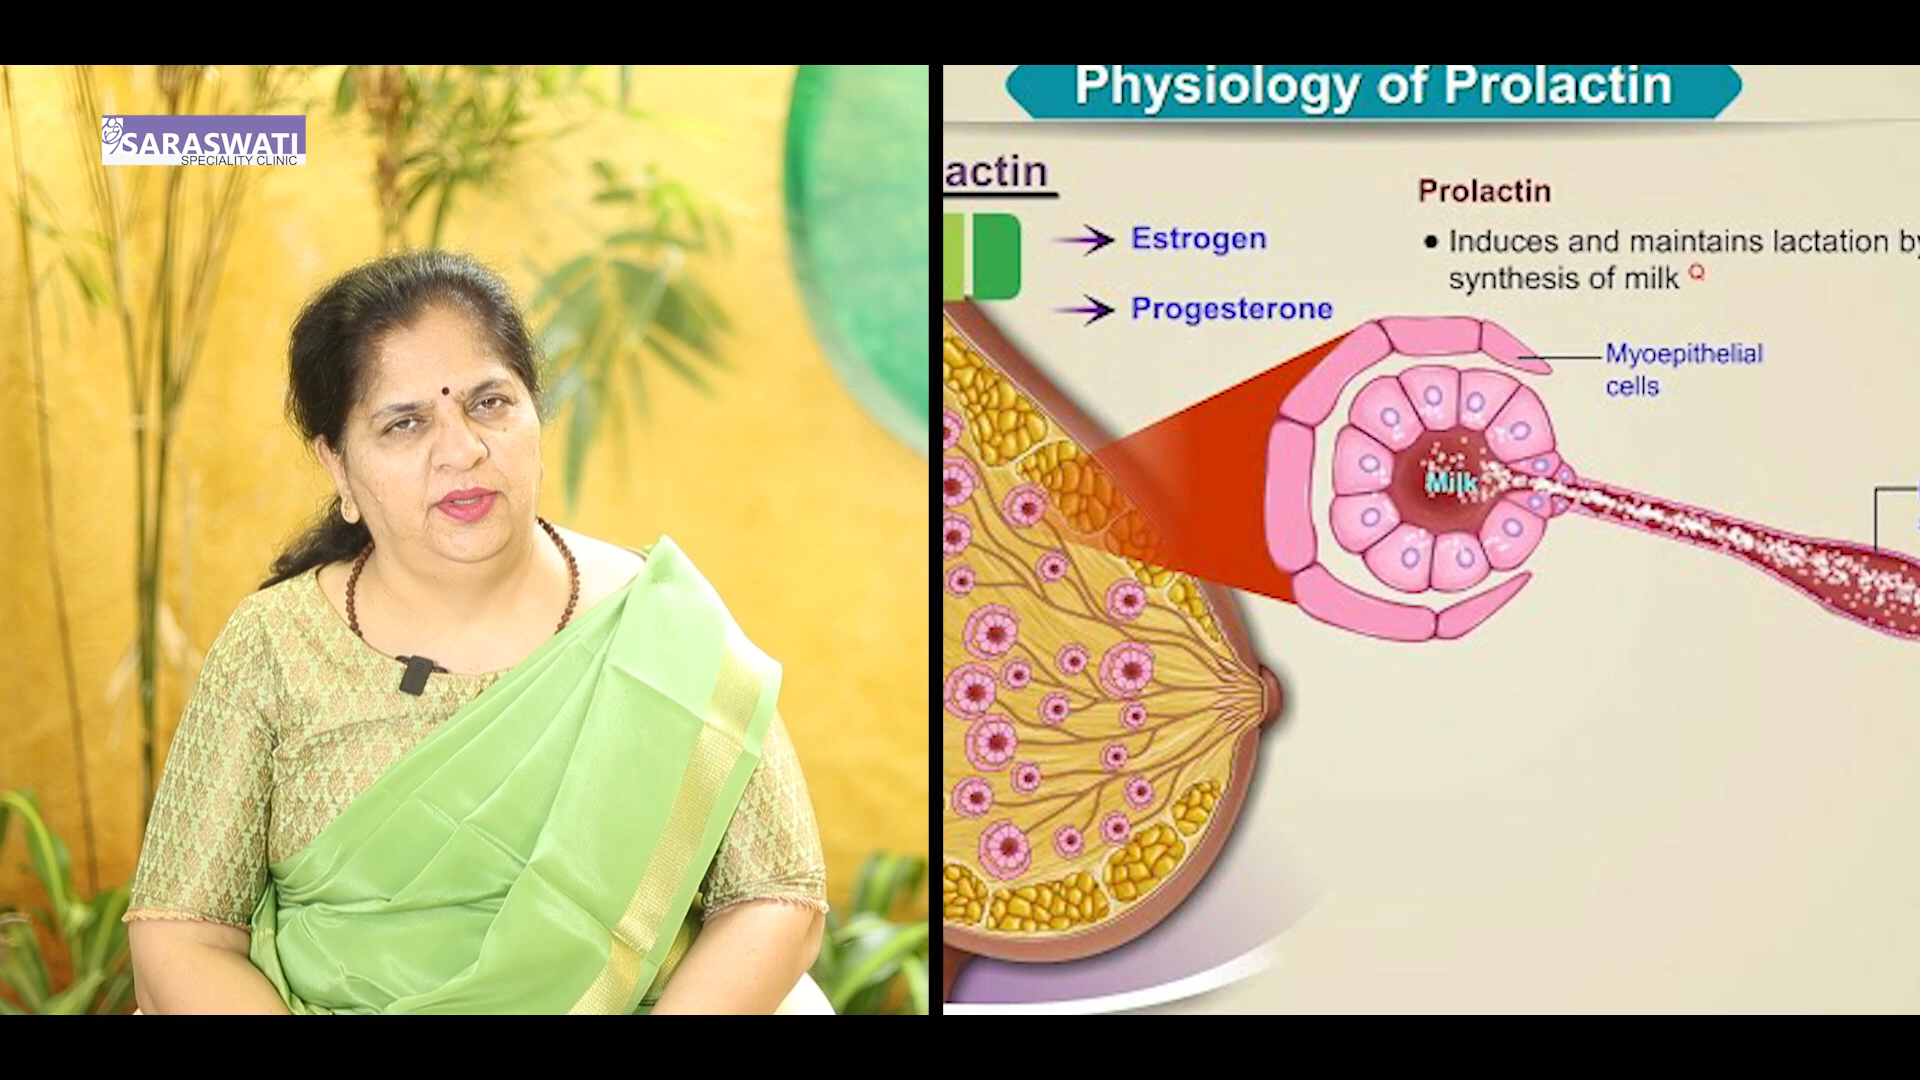 SARASWATI
SPECIALITY CLINIC
Physiology of Prolactin
actin
Estrogen
Progesterone
Prolactin
• Induces and maintains lactation by
synthesis of milk Q
Myoepithelial
cells
Milk